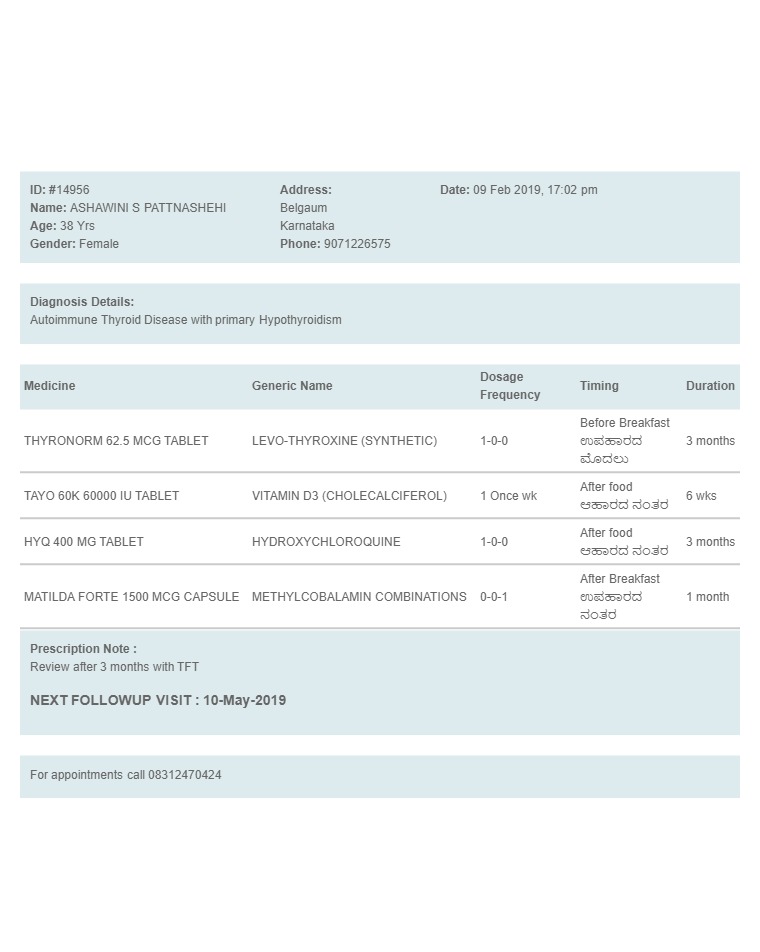 ID: #14956
Name: ASHAWINI S PATTNASHEHI
Age: 38 Yrs
Gender: Female
Address:
Belgaum
Karnataka
Phone: 9071226575
Date: 09 Feb 2019, 17:02 pm
Diagnosis Details:
Autoimmune Thyroid Disease with primary Hypothyroidism
Medicine Generic Name Dosage Frequency Timing Duration
THYRONORM 62.5 MCG TABLET LEVO-THYROXINE (SYNTHETIC) 1-0-0 Before Breakfast ಉಪಹಾರದ ಮೊದಲು 3 months
TAYO 60K 60000 IU TABLET VITAMIN D3 (CHOLECALCIFEROL) 1 Once wk After food ಆಹಾರದ ನಂತರ 6 wks
HYQ 400 MG TABLET HYDROXYCHLOROQUINE 1-0-0 After food ಆಹಾರದ ನಂತರ 3 months
MATILDA FORTE 1500 MCG CAPSULE METHYLCOBALAMIN COMBINATIONS 0-0-1 After Breakfast ಉಪಹಾರದ ನಂತರ 1 month
Prescription Note :
Review after 3 months with TFT
NEXT FOLLOWUP VISIT : 10-May-2019
For appointments call 08312470424